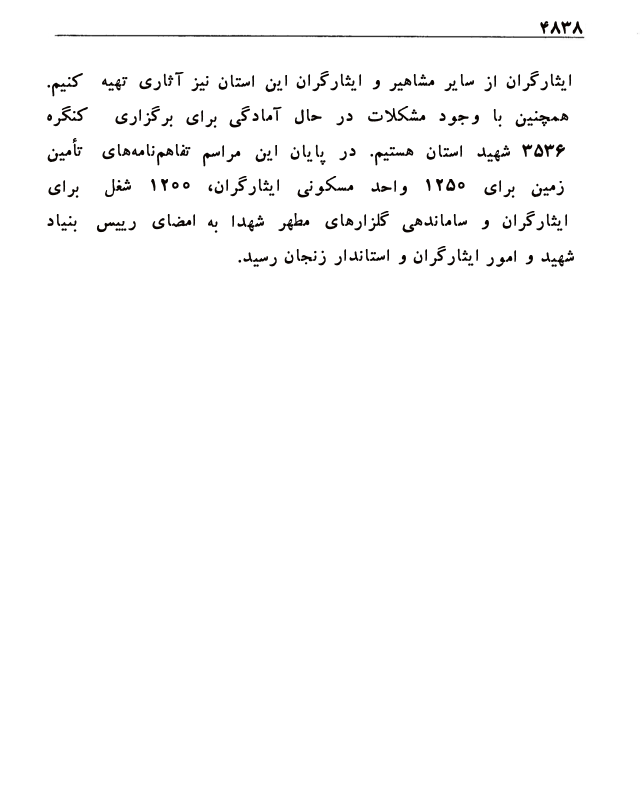 ۴۸۳۸
ایثارگران از سایر مشاهیر و ایثارگران این استان نیز آثاری تهیه کنیم.
همچنین با وجود مشکلات در حال آمادگی برای برگزاری کنگره
۳۵۳۶ شهید استان هستیم. در پایان این مراسم تفاهم‌نامه‌های تأمین
زمین برای ۱۲۵۰ واحد مسکونی ایثارگران، ۱۲۰۰ شغل برای
ایثارگران و ساماندهی گلزارهای مطهر شهدا به امضای رییس بنیاد
شهید و امور ایثارگران و استاندار زنجان رسید.